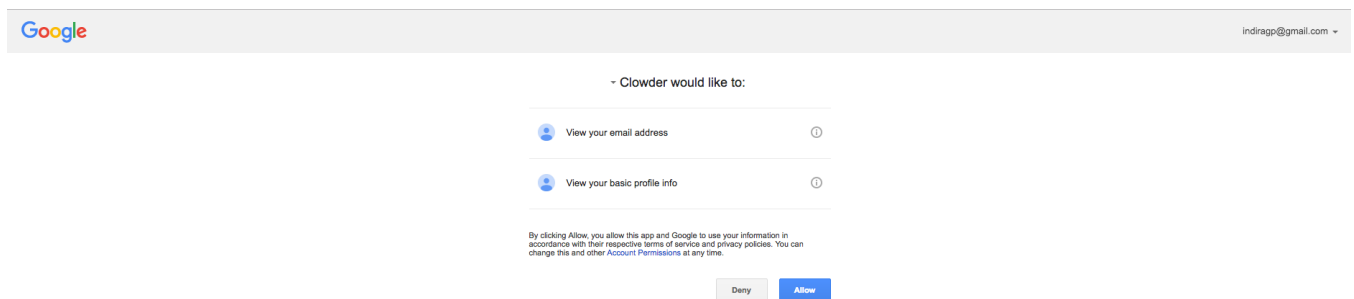 Google
indiragp@gmail.com
Clowder would like to:
View your email address
View your basic profile info
By clicking Allow, you allow this app and Google to use your information in
accordance with their respective terms of service and privacy policies. You can
change this and other Account Permissions at any time.
Deny
Allow